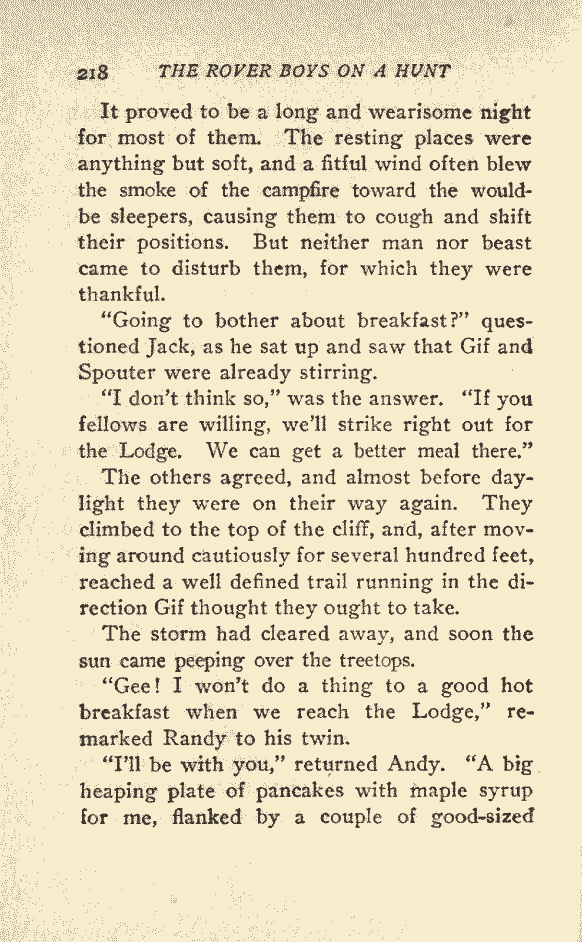 218 THE ROVER BOYS ON A HUNT
It proved to be a long and wearisome night
for most of them. The resting places were
anything but soft, and a fitful wind often blew
the smoke of the campfire toward the would-
be sleepers, causing them to cough and shift
their positions. But neither man nor beast
came to disturb them, for which they were
thankful.
"Going to bother about breakfast?" ques-
tioned Jack, as he sat up and saw that Gif and
Spouter were already stirring.
"I don't think so," was the answer. "If you
fellows are willing, we'll strike right out for
the Lodge. We can get a better meal there."
The others agreed, and almost before day-
light they were on their way again. They
climbed to the top of the cliff, and, after mov-
ing around cautiously for several hundred feet,
reached a well defined trail running in the di-
rection Gif thought they ought to take.
The storm had cleared away, and soon the
sun came peeping over the treetops.
"Gee! I won't do a thing to a good hot
breakfast when we reach the Lodge," re-
marked Randy to his twin.
"I'll be with you," returned Andy. "A big
heaping plate of pancakes with maple syrup
for me, flanked by a couple of good-sized